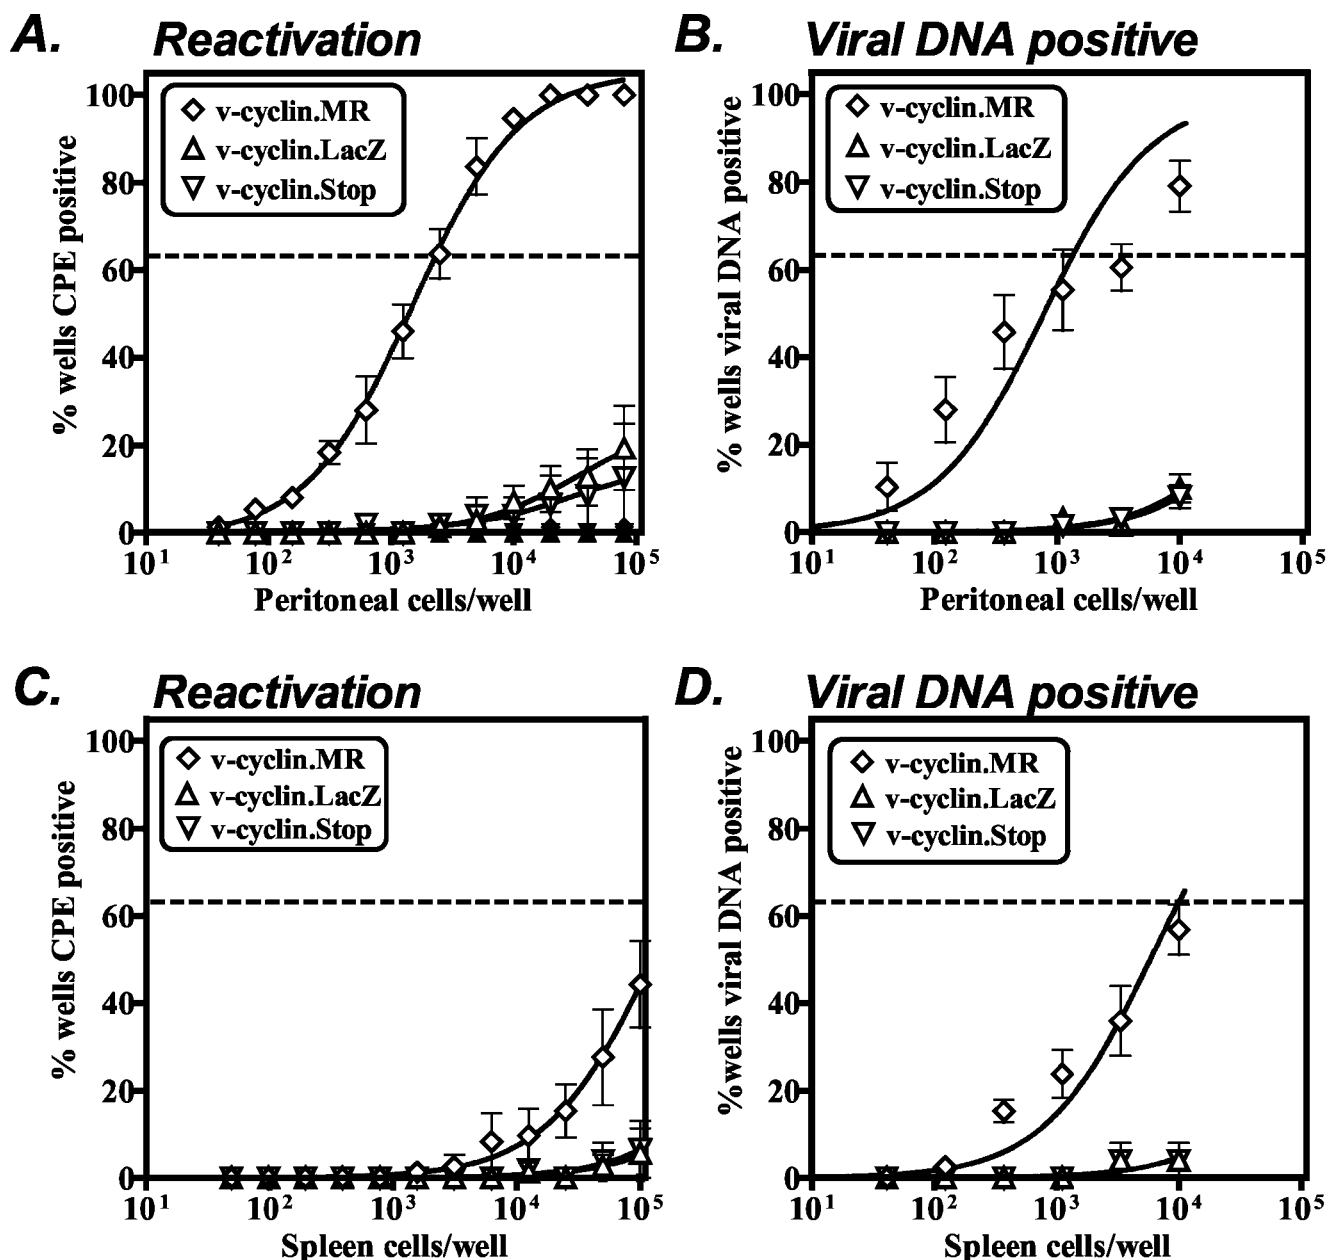 A. Reactivation
% wells CPE positive
100
80
60
40
20
0
v-cyclin.MR
v-cyclin.LacZ
v-cyclin.Stop
10¹ 10² 10³ 10⁴ 10⁵
Peritoneal cells/well
B. Viral DNA positive
% wells viral DNA positive
100
80
60
40
20
0
v-cyclin.MR
v-cyclin.LacZ
v-cyclin.Stop
10¹ 10² 10³ 10⁴ 10⁵
Peritoneal cells/well
C. Reactivation
% wells CPE positive
100
80
60
40
20
0
v-cyclin.MR
v-cyclin.LacZ
v-cyclin.Stop
10¹ 10² 10³ 10⁴ 10⁵
Spleen cells/well
D. Viral DNA positive
%wells viral DNA positive
100
80
60
40
20
0
v-cyclin.MR
v-cyclin.LacZ
v-cyclin.Stop
10¹ 10² 10³ 10⁴ 10⁵
Spleen cells/well